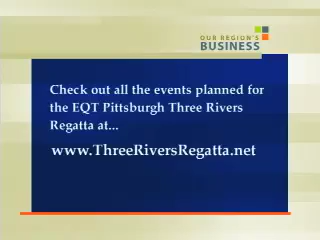 OUR REGION'S
BUSINESS
Check out all the events planned for
the EQT Pittsburgh Three Rivers
Regatta at...
www.ThreeRiversRegatta.net